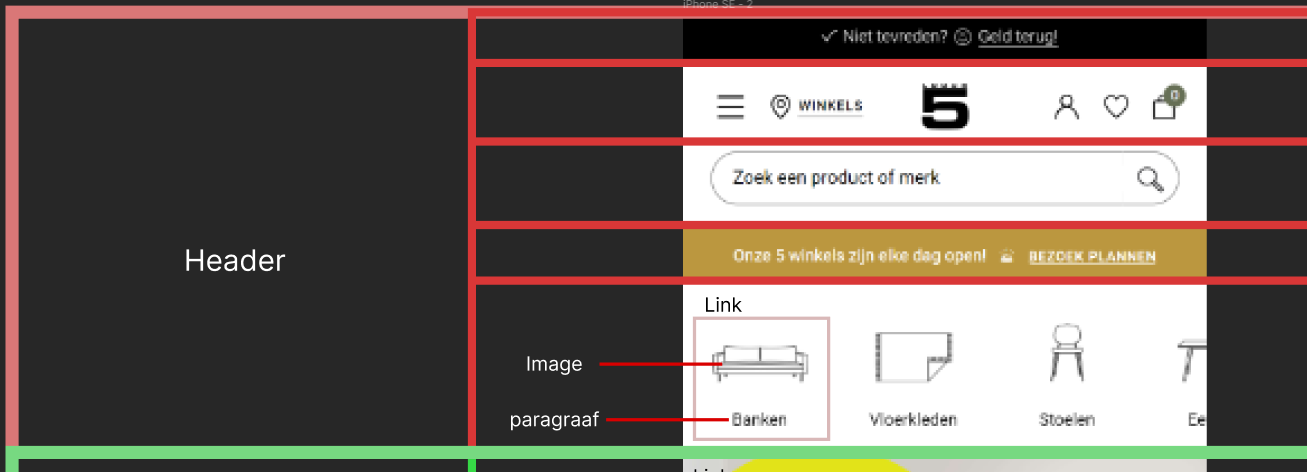 iPhone SE - 2
Niet tevreden? Geld terug!
WINKELS
5
0
Zoek een product of merk
Header
Onze 5 winkels zijn elke dag open! BEZOEK PLANNEN
Link
Image
paragraaf
Banken
Vloerkleden
Stoelen
Ee